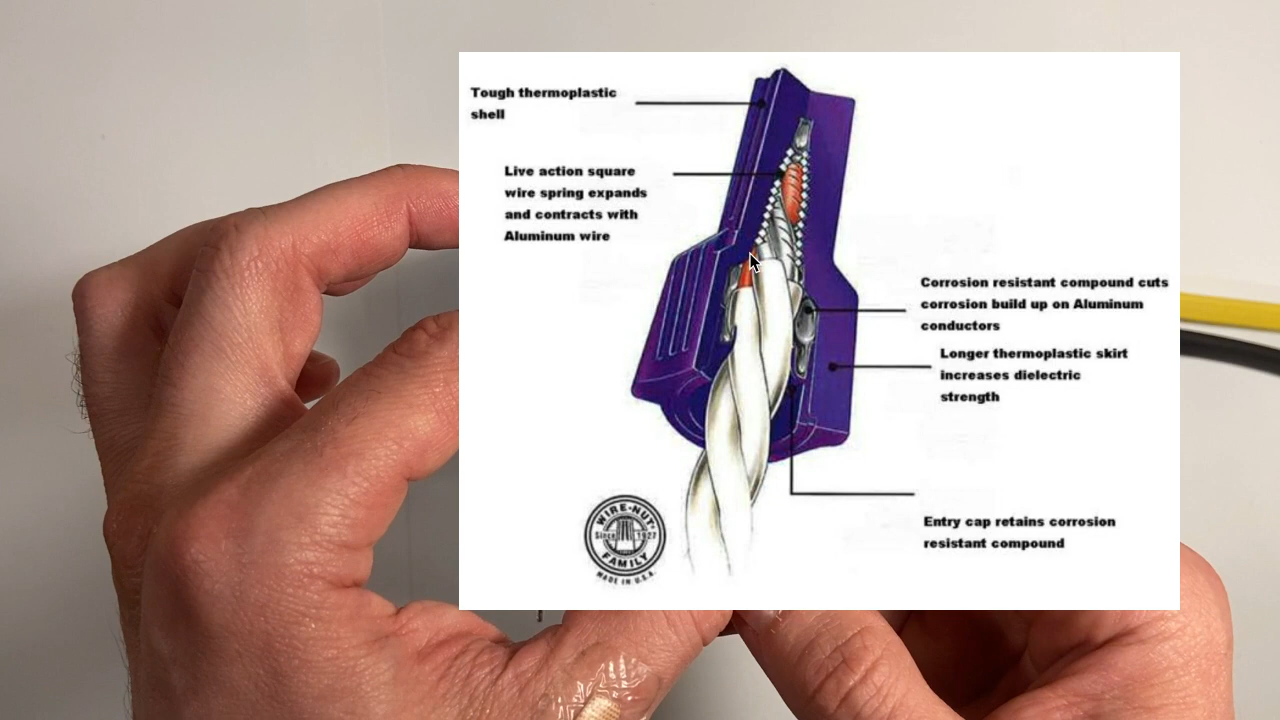 Tough thermoplastic
shell
Live action square
wire spring expands
and contracts with
Aluminum wire
Corrosion resistant compound cuts
corrosion build up on Aluminum
conductors
Longer thermoplastic skirt
increases dielectric
strength
Entry cap retains corrosion
resistant compound
WIRE-NUT
Since 1927
FAMILY
MADE IN U.S.A.